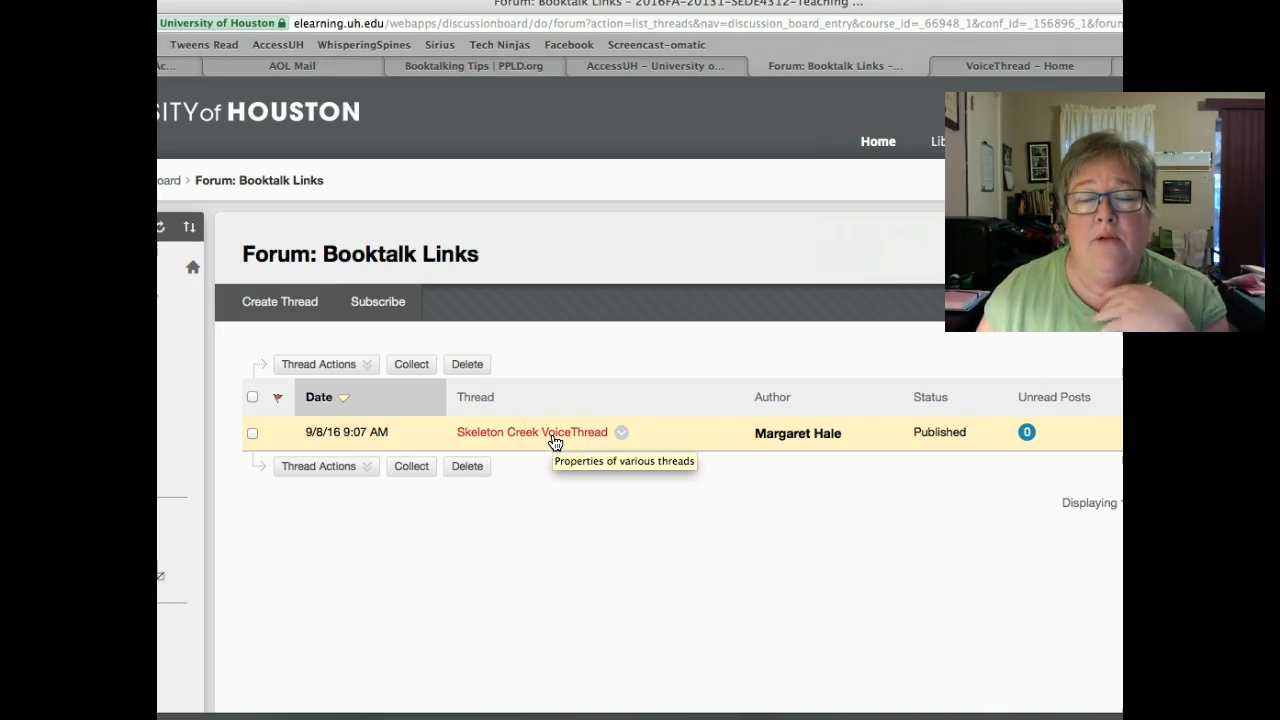 Forum: Booktalk Links - 2016FA-20131-SEDE4312-Teaching ...
University of Houston elearning.uh.edu/webapps/discussionboard/do/forum?action=list_threads&nav=discussion_board_entry&course_id=_66948_1&conf_id=_156896_1&forum
Tweens Read AccessUH WhisperingSpines Sirius Tech Ninjas Facebook Screencast-omatic
Ac... AOL Mail Booktalking Tips | PPLD.org AccessUH – University o... Forum: Booktalk Links –... VoiceThread – Home
SITY of HOUSTON
Home Lib
oard > Forum: Booktalk Links
Forum: Booktalk Links
Create Thread Subscribe
Thread Actions Collect Delete
Date Thread Author Status Unread Posts
9/8/16 9:07 AM Skeleton Creek VoiceThread Margaret Hale Published 0
Properties of various threads
Thread Actions Collect Delete
Displaying